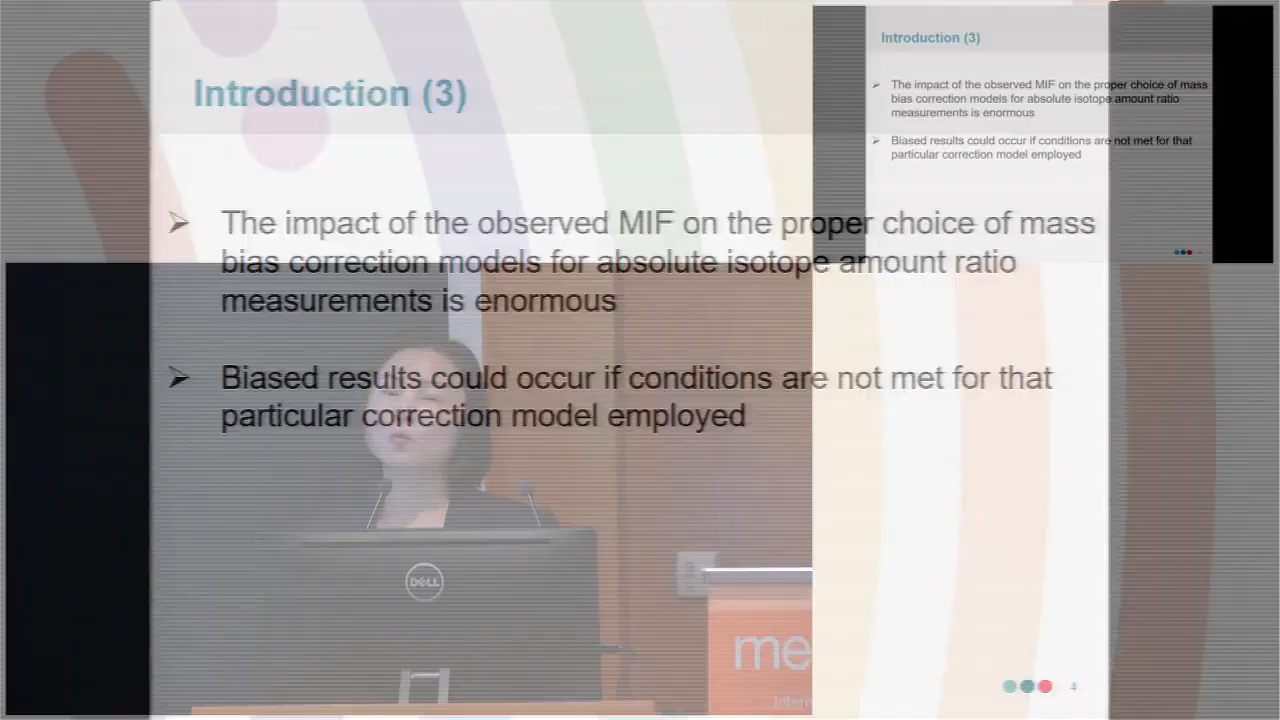 Introduction (3)
➢ The impact of the observed MIF on the proper choice of mass
bias correction models for absolute isotope amount ratio
measurements is enormous
➢ Biased results could occur if conditions are not met for that
particular correction model employed
4
Introduction (3)
➢ The impact of the observed MIF on the proper choice of mass
bias correction models for absolute isotope amount ratio
measurements is enormous
➢ Biased results could occur if conditions are not met for that
particular correction model employed
DELL
me
Intern